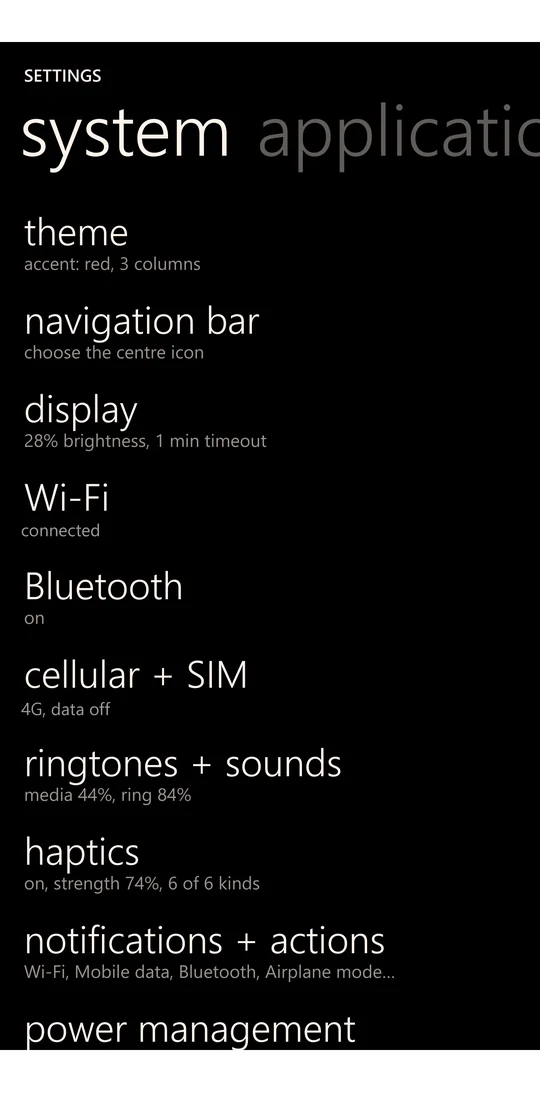 SETTINGS
system applicatio
theme
accent: red, 3 columns
navigation bar
choose the centre icon
display
28% brightness, 1 min timeout
Wi-Fi
connected
Bluetooth
on
cellular + SIM
4G, data off
ringtones + sounds
media 44%, ring 84%
haptics
on, strength 74%, 6 of 6 kinds
notifications + actions
Wi-Fi, Mobile data, Bluetooth, Airplane mode...
power management